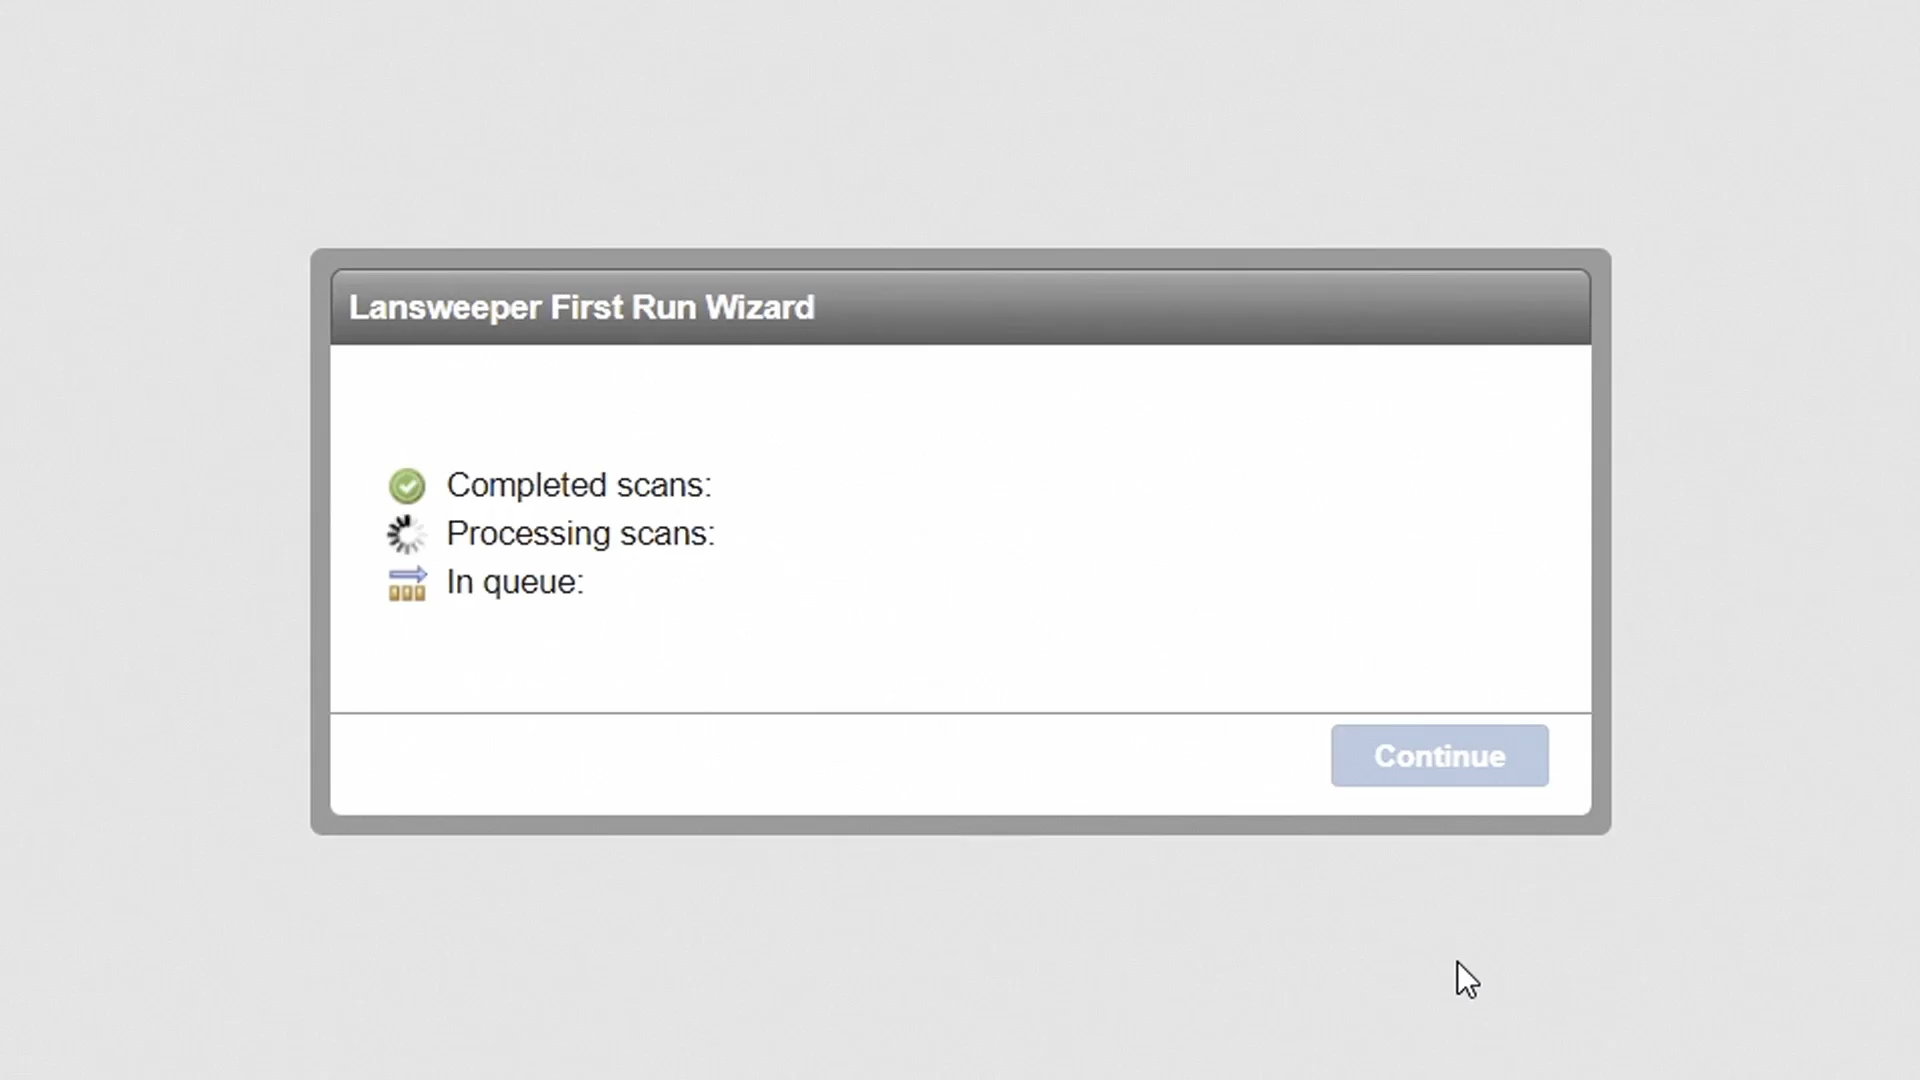 Lansweeper First Run Wizard
Completed scans:
Processing scans:
In queue:
Continue